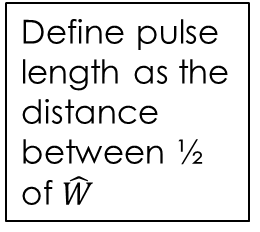 Define pulse
length as the
distance
between ½
of Ŵ